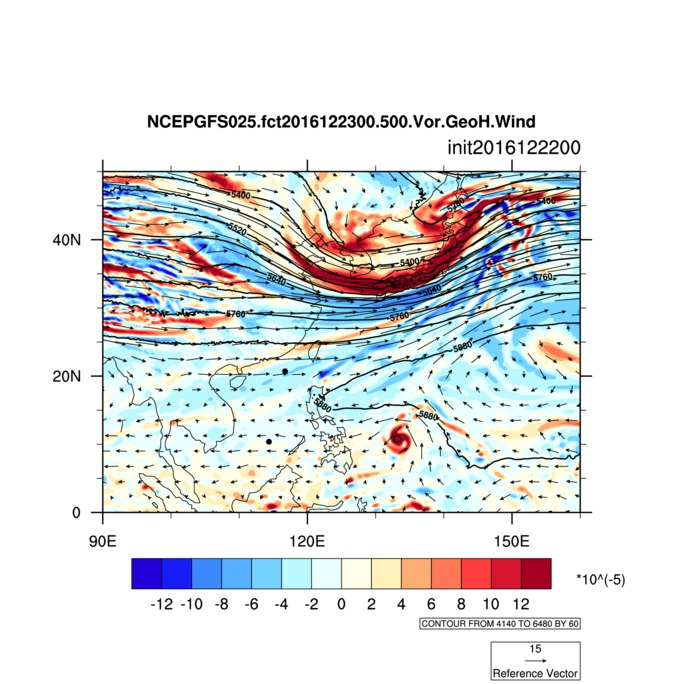 NCEPGFS025.fct2016122300.500.Vor.GeoH.Wind
init2016122200
5400
5520
5640
5760
5400
5640
5760
5880
5880
5880
5400
5760
40N
20N
0
90E
120E
150E
-12 -10 -8 -6 -4 -2 0 2 4 6 8 10 12
*10^(-5)
CONTOUR FROM 4140 TO 6480 BY 60
15
Reference Vector